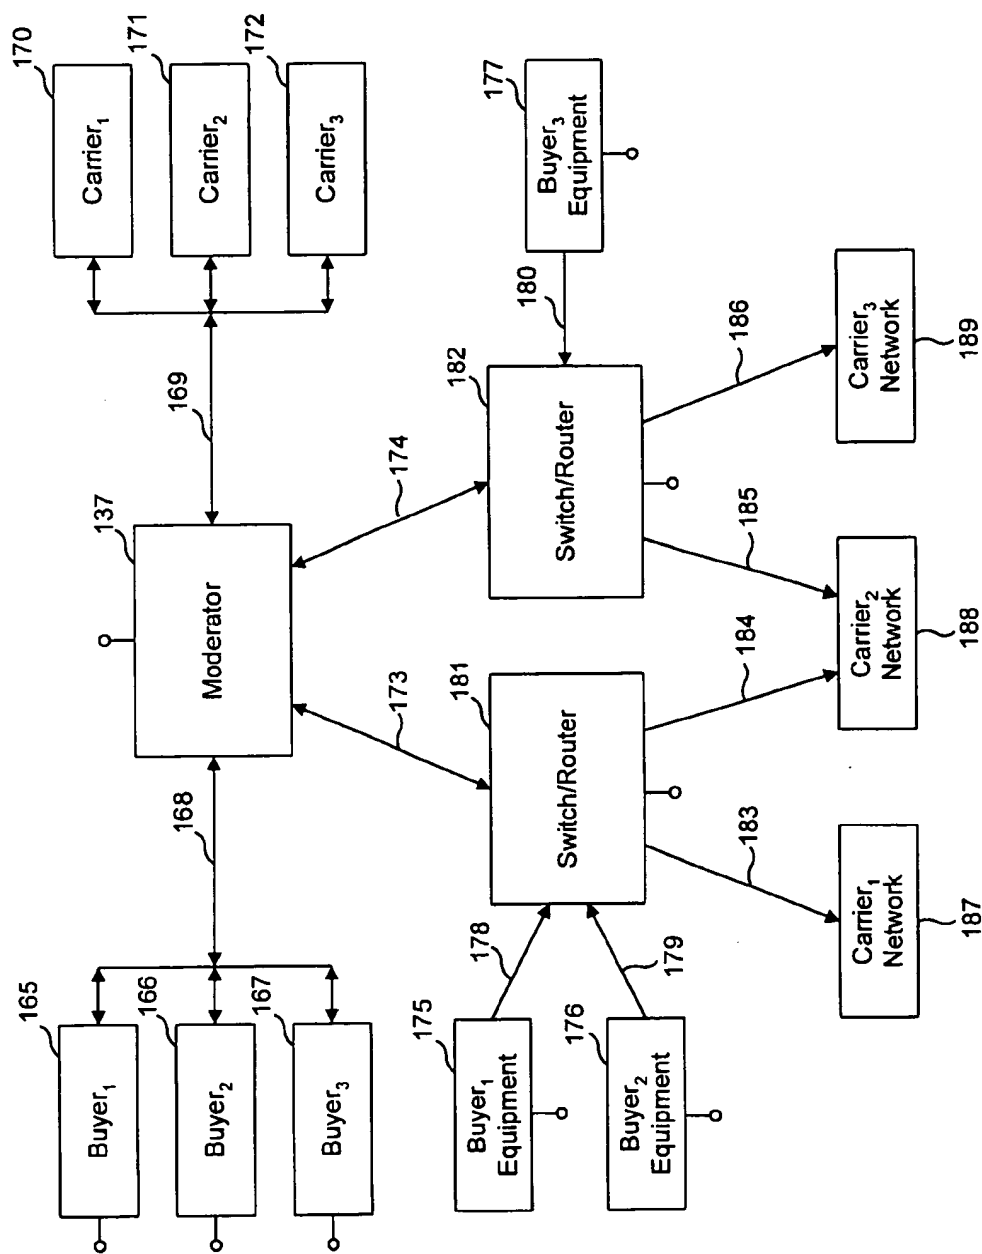 165
Buyer₁
166
Buyer₂
167
Buyer₃
168
137
Moderator
169
170
Carrier₁
171
Carrier₂
172
Carrier₃
173
174
175
Buyer₁
Equipment
178
176
Buyer₂
Equipment
179
181
Switch/Router
182
Switch/Router
180
177
Buyer₃
Equipment
183
184
185
186
Carrier₁
Network
187
Carrier₂
Network
188
Carrier₃
Network
189